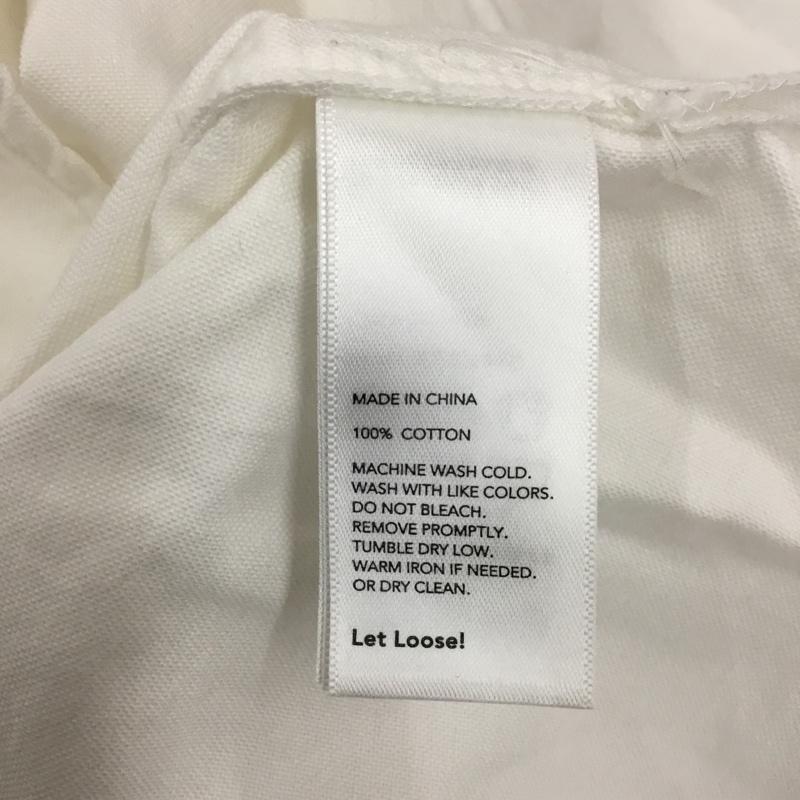 MADE IN CHINA
100% COTTON
MACHINE WASH COLD.
WASH WITH LIKE COLORS.
DO NOT BLEACH.
REMOVE PROMPTLY.
TUMBLE DRY LOW.
WARM IRON IF NEEDED.
OR DRY CLEAN.
Let Loose!